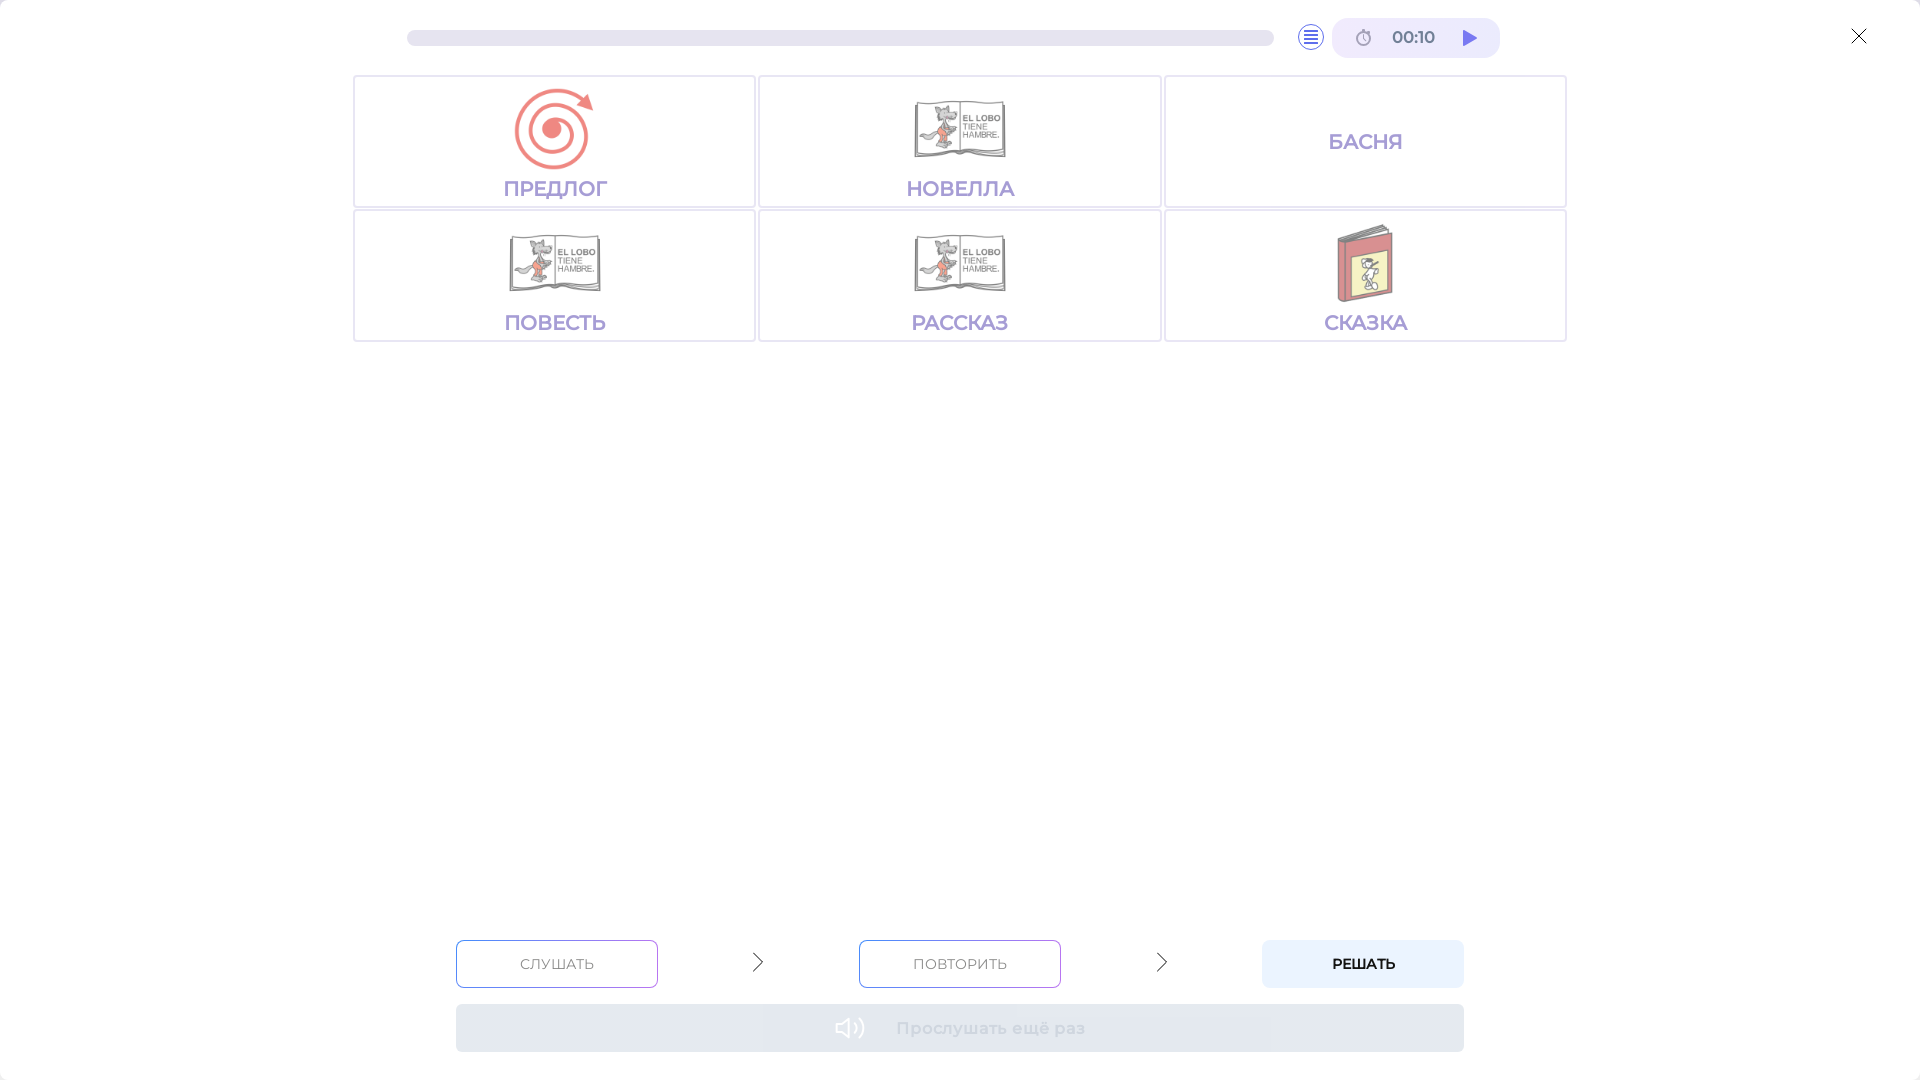 00:10
ПРЕДЛОГ
EL LOBO
TIENE
HAMBRE.
НОВЕЛЛА
БАСНЯ
EL LOBO
TIENE
HAMBRE.
ПОВЕСТЬ
EL LOBO
TIENE
HAMBRE.
РАССКАЗ
СКАЗКА
СЛУШАТЬ
ПОВТОРИТЬ
РЕШАТЬ
Прослушать ещё раз